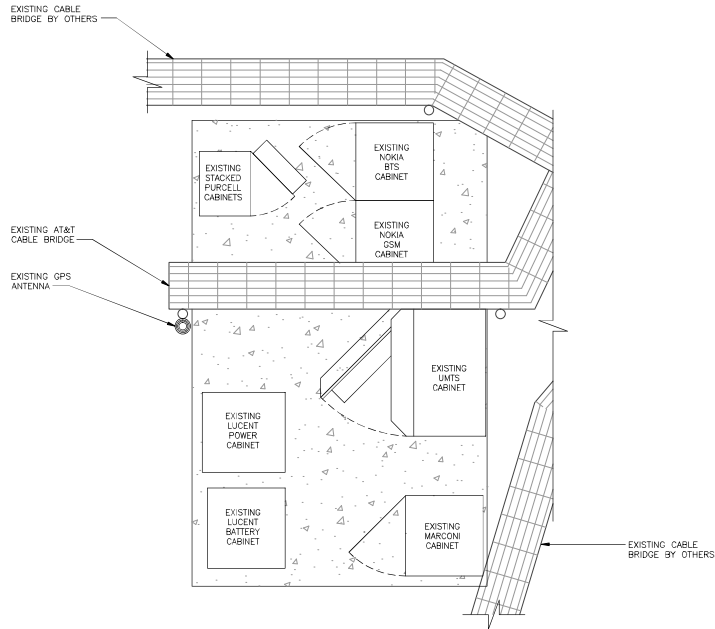 EXISTING CABLE
BRIDGE BY OTHERS
EXISTING
NOKIA
BTS
CABINET
EXISTING
STACKED
PURCELL
CABINETS
EXISTING
NOKIA
GSM
CABINET
EXISTING AT&T
CABLE BRIDGE
EXISTING GPS
ANTENNA
EXISTING
UMTS
CABINET
EXISTING
LUCENT
POWER
CABINET
EXISTING
LUCENT
BATTERY
CABINET
EXISTING
MARCONI
CABINET
EXISTING CABLE
BRIDGE BY OTHERS